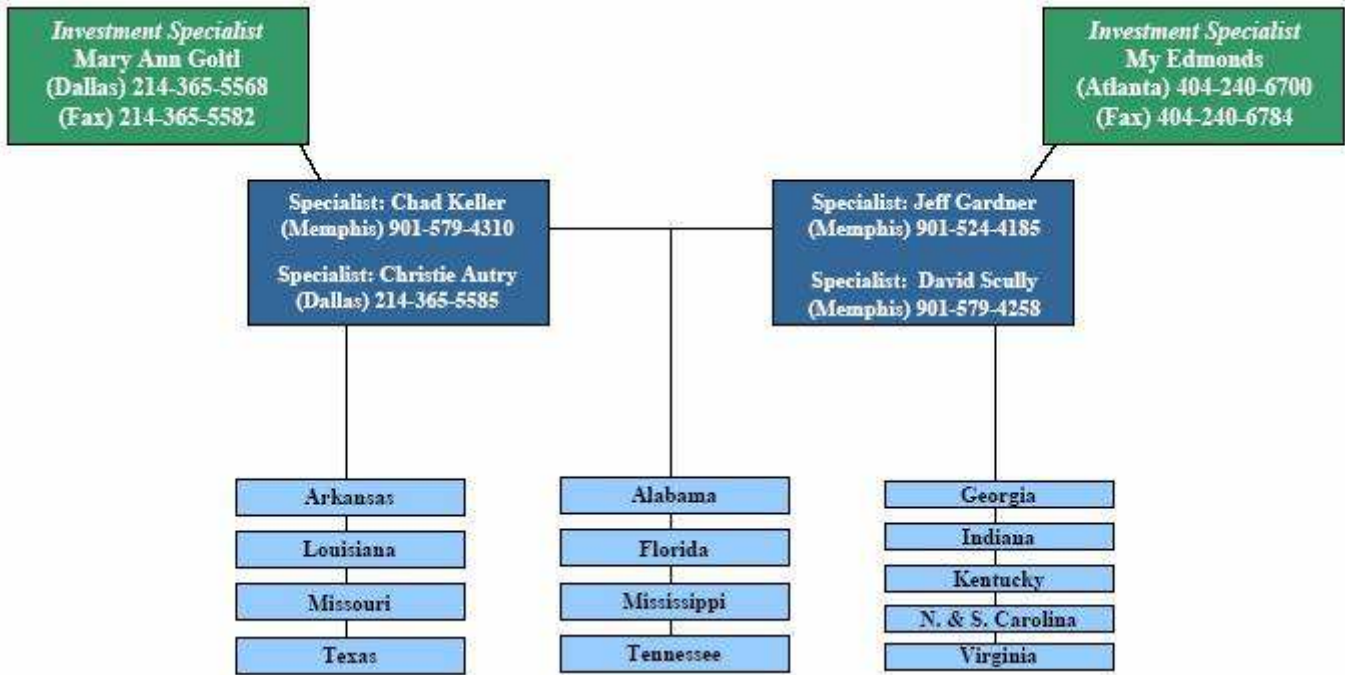 Investment Specialist
Mary Ann Goltl
(Dallas) 214-365-5568
(Fax) 214-365-5582
Investment Specialist
My Edmonds
(Atlanta) 404-240-6700
(Fax) 404-240-6784
Specialist: Chad Keller
(Memphis) 901-579-4310
Specialist: Christie Autry
(Dallas) 214-365-5585
Specialist: Jeff Gardner
(Memphis) 901-524-4185
Specialist: David Scully
(Memphis) 901-579-4258
Arkansas
Louisiana
Missouri
Texas
Alabama
Florida
Mississippi
Tennessee
Georgia
Indiana
Kentucky
N. & S. Carolina
Virginia